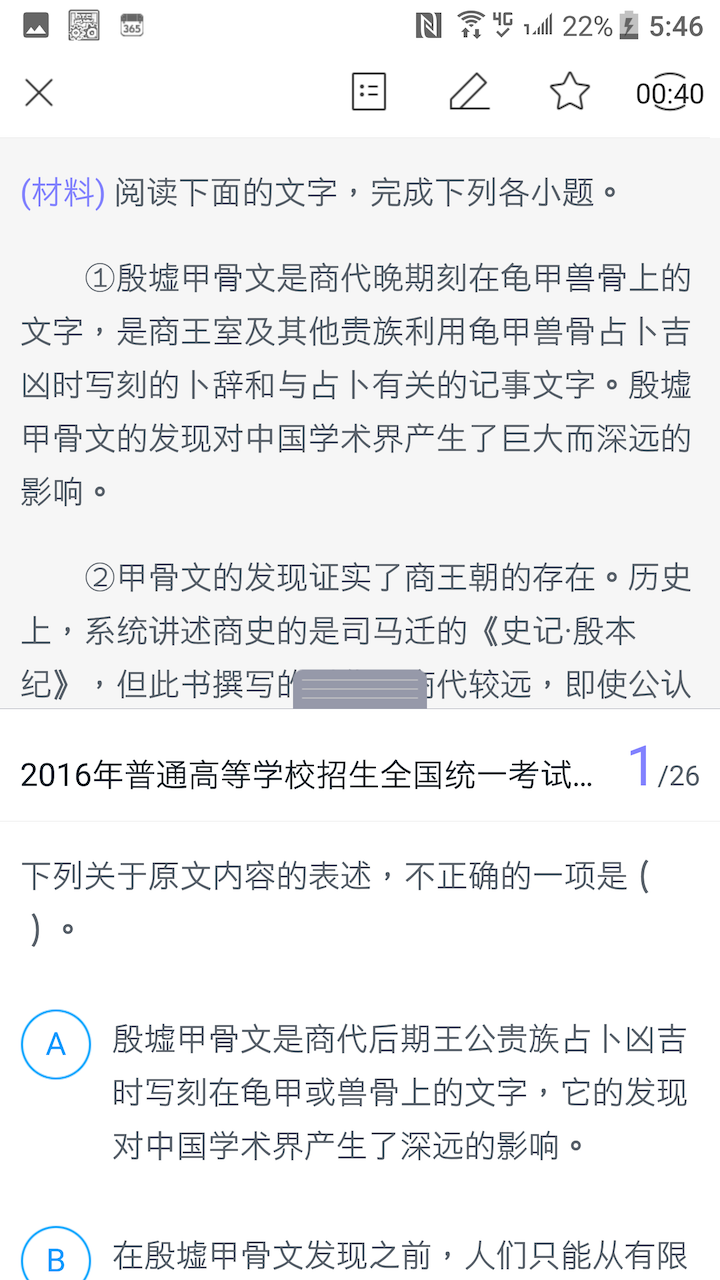 365
4G 22% 5:46
00:40
(材料) 阅读下面的文字，完成下列各小题。
①殷墟甲骨文是商代晚期刻在龟甲兽骨上的
文字，是商王室及其他贵族利用龟甲兽骨占卜吉
凶时写刻的卜辞和与占卜有关的记事文字。殷墟
甲骨文的发现对中国学术界产生了巨大而深远的
影响。
②甲骨文的发现证实了商王朝的存在。历史
上，系统讲述商史的是司马迁的《史记·殷本
纪》，但此书撰写的 商代较远，即使公认
2016年普通高等学校招生全国统一考试... 1/26
下列关于原文内容的表述，不正确的一项是 (
) 。
A 殷墟甲骨文是商代后期王公贵族占卜凶吉
时写刻在龟甲或兽骨上的文字，它的发现
对中国学术界产生了深远的影响。
B 在殷墟甲骨文发现之前，人们只能从有限